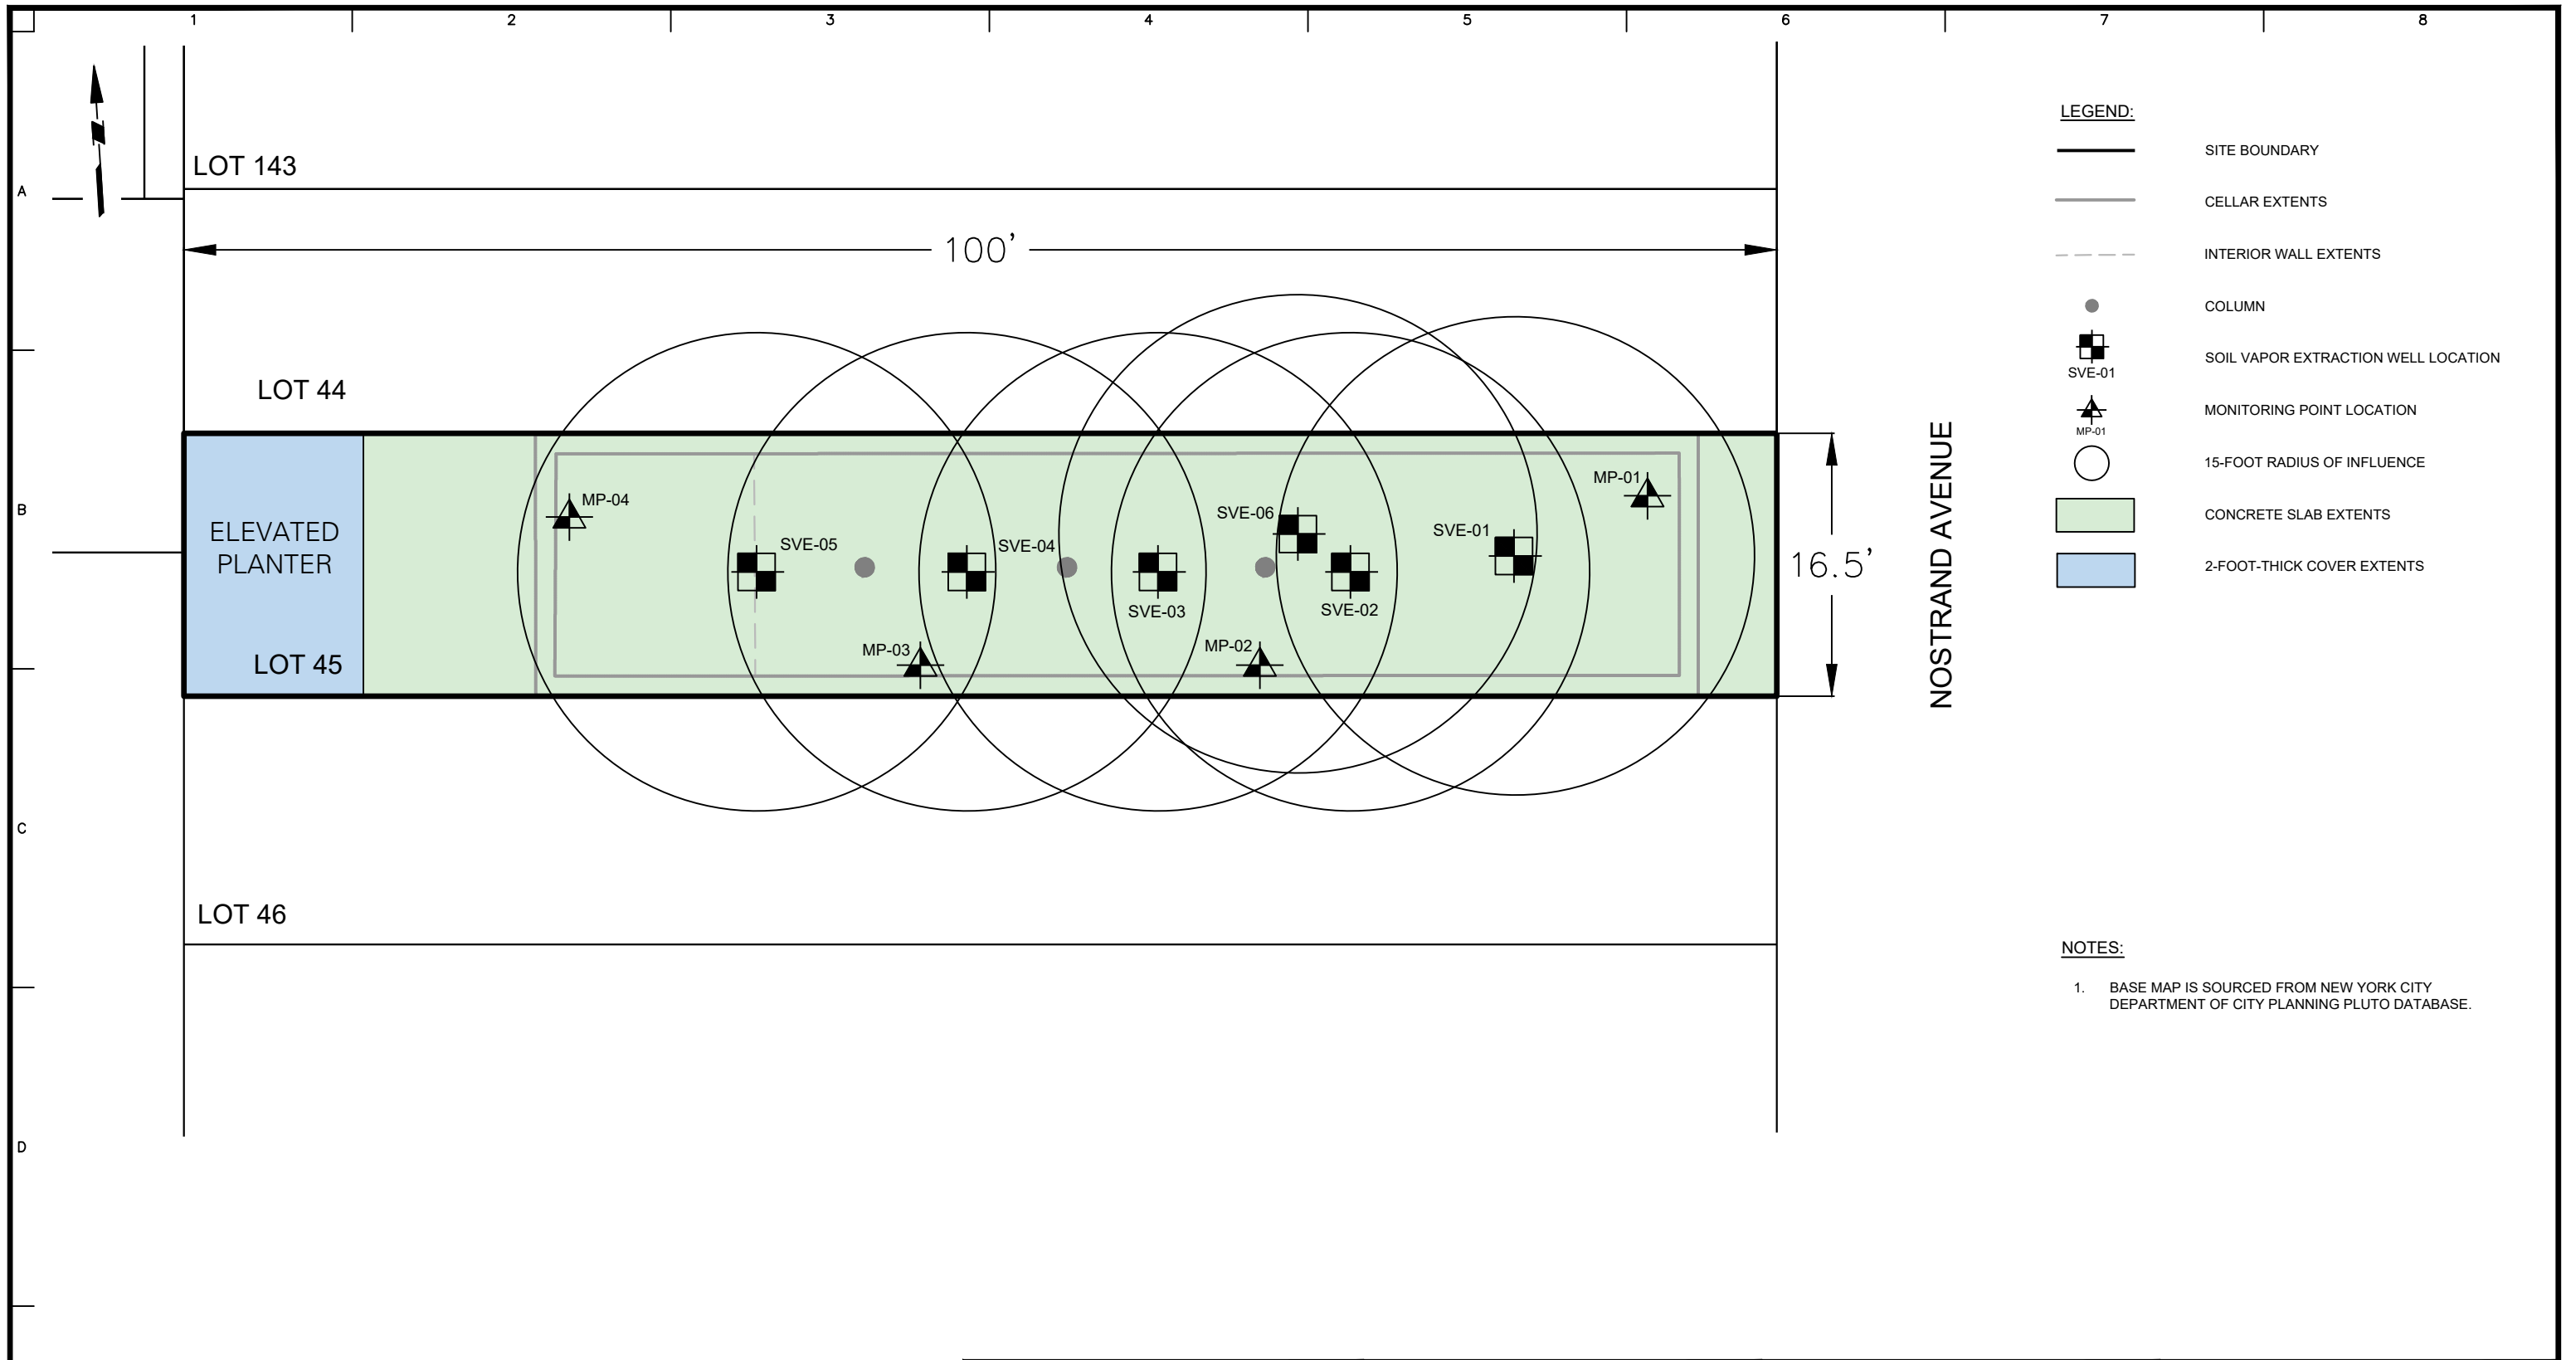 1 2 3 4 5 6 7 8
A
B
C
D
N
LOT 143
100'
LOT 44
ELEVATED
PLANTER
LOT 45
MP-04
SVE-05
MP-03
SVE-04
SVE-03
SVE-06
MP-02
SVE-02
SVE-01
MP-01
16.5'
NOSTRAND AVENUE
LOT 46
LEGEND:
SITE BOUNDARY
CELLAR EXTENTS
INTERIOR WALL EXTENTS
COLUMN
SOIL VAPOR EXTRACTION WELL LOCATION
SVE-01
MONITORING POINT LOCATION
MP-01
15-FOOT RADIUS OF INFLUENCE
CONCRETE SLAB EXTENTS
2-FOOT-THICK COVER EXTENTS
NOTES:
1. BASE MAP IS SOURCED FROM NEW YORK CITY
DEPARTMENT OF CITY PLANNING PLUTO DATABASE.